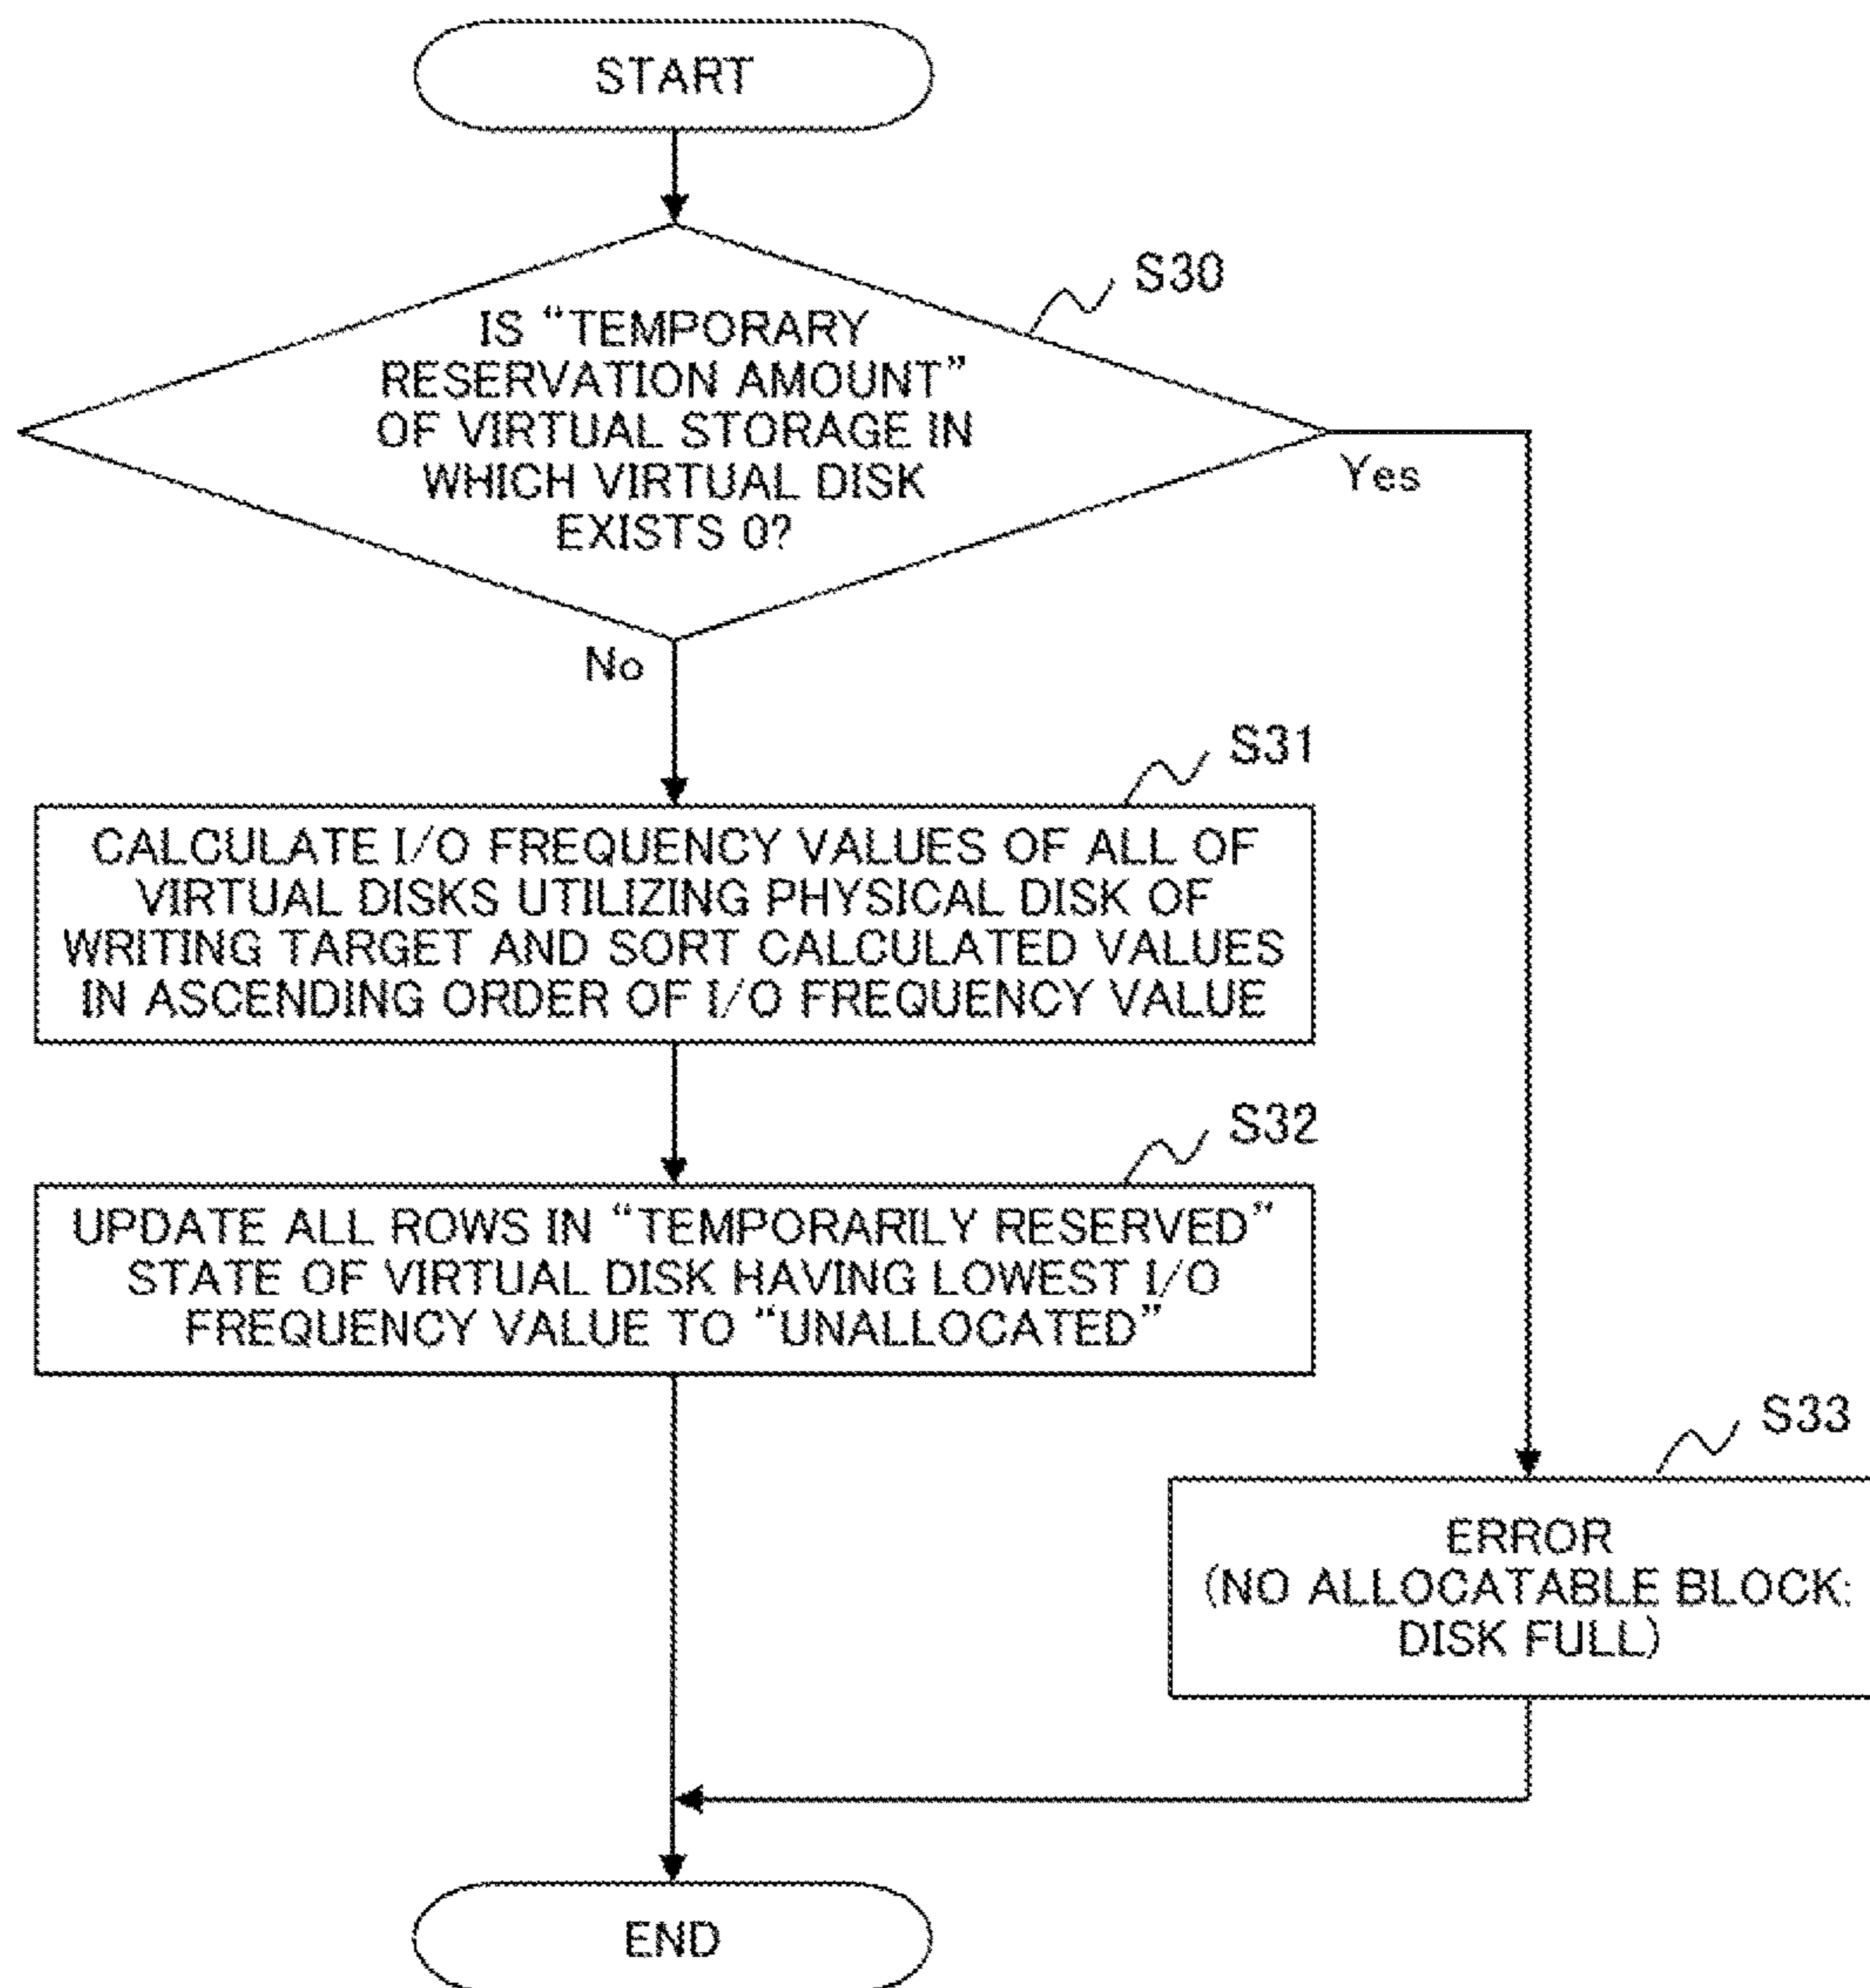 START
S30
IS “TEMPORARY
RESERVATION AMOUNT”
OF VIRTUAL STORAGE IN
WHICH VIRTUAL DISK
EXISTS 0?
Yes
No
S31
CALCULATE I/O FREQUENCY VALUES OF ALL OF
VIRTUAL DISKS UTILIZING PHYSICAL DISK OF
WRITING TARGET AND SORT CALCULATED VALUES
IN ASCENDING ORDER OF I/O FREQUENCY VALUE
S32
UPDATE ALL ROWS IN “TEMPORARILY RESERVED”
STATE OF VIRTUAL DISK HAVING LOWEST I/O
FREQUENCY VALUE TO “UNALLOCATED”
S33
ERROR
(NO ALLOCATABLE BLOCK:
DISK FULL)
END